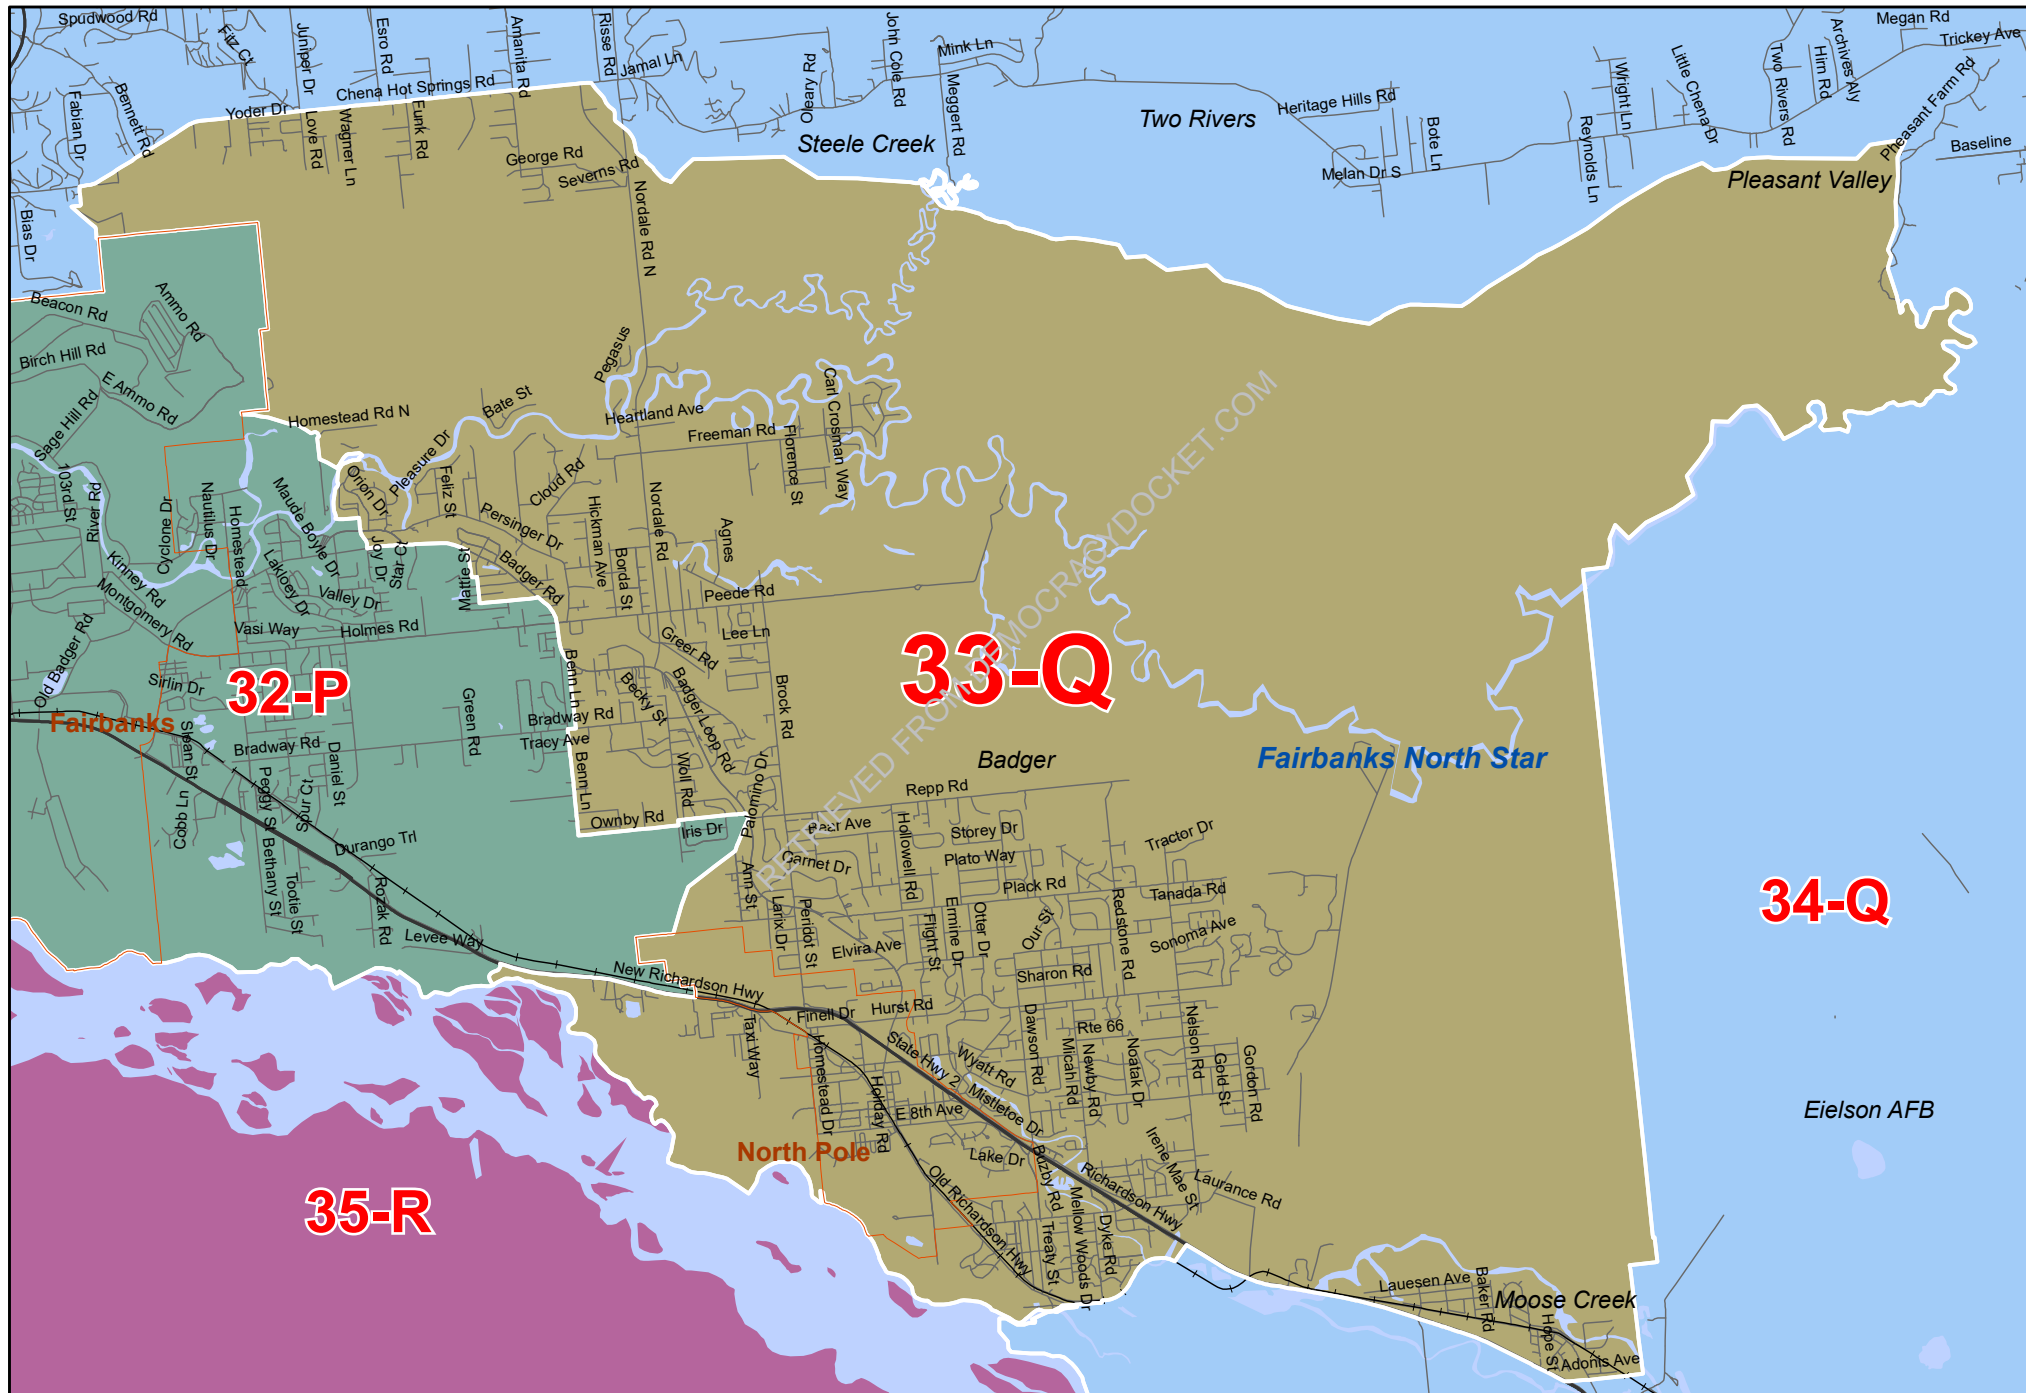 Spudwood Rd
Fitz Ct
Juniper Dr
Esro Rd
Amanita Rd
Risse Rd
Jamal Ln
Oleary Rd
John Cole Rd
Mink Ln
Meggert Rd
Megan Rd
Archives Aly
Trickey Ave
Two Rivers Rd
Hirn Rd
Little Chena Dr
Wright Ln
Pheasant Farm Rd
Baseline
Fabian Dr
Bennett Rd
Yoder Dr
Chena Hot Springs Rd
Love Rd
Wagner Ln
Funk Rd
George Rd
Severns Rd
Steele Creek
Two Rivers
Heritage Hills Rd
Bote Ln
Melan Dr S
Reynolds Ln
Pleasant Valley
Bias Dr
Nordale Rd N
Beacon Rd
Ammo Rd
Birch Hill Rd
E Ammo Rd
Sage Hill Rd
Homestead Rd N
Bate St
Pegasus
Heartland Ave
Freeman Rd
Florence St
Carl Crosman Way
103rd St
River Rd
Cyclone Dr
Nautilus Dr
Homestead
Maude Boyle Dr
Orion Dr
Pleasure Dr
Feliz St
Cloud Rd
Persinger Dr
Hickman Ave
Nordale Rd
Agnes
Kinney Rd
Montgomery Rd
Lakloey Dr
Valley Dr
Joy Dr
Star Ct
Mattie St
Badger Rd
Borda St
Peede Rd
Old Badger Rd
Vasi Way
Holmes Rd
Greer Rd
Lee Ln
33-Q
32-P
Sirlin Dr
Fairbanks
Sloan St
Bradway Rd
Daniel St
Green Rd
Benn Ln
Bradway Rd
Tracy Ave
Benn Ln
Becky St
Badger Loop Rd
Brock Rd
Woll Rd
Palomino Dr
Badger
Fairbanks North Star
RETRIEVED FROM DEMOCRACYDOCKET.COM
Cobb Ln
Peggy St
Spur Ct
Bethany St
Tootie St
Durango Trl
Rozak Rd
Levee Way
Ownby Rd
Iris Dr
Repp Rd
Bear Ave
Garnet Dr
Hollowell Rd
Storey Dr
Plato Way
Plack Rd
Tractor Dr
Tanada Rd
Ann St
Larix Dr
Peridot St
Elvira Ave
Flight St
Ermine Dr
Otter Dr
Our St
Redstone Rd
Sonoma Ave
Sharon Rd
34-Q
New Richardson Hwy
Taxi Way
Finell Dr
Hurst Rd
Homestead Dr
State Hwy 2
Wyatt Rd
Dawson Rd
Rte 66
Micah Rd
Newby Rd
Noatak Dr
Nelson Rd
Gold St
Gordon Rd
Holiday Rd
E 8th Ave
Mistletoe Dr
Eielson AFB
North Pole
Lake Dr
Buzby Rd
Irene Mae St
Laurance Rd
35-R
Old Richardson Hwy
Richardson Hwy
Treaty St
Mellow Woods Dr
Dyke Rd
Lauesen Ave
Baker Rd
Moose Creek
Hope St
Adonis Ave